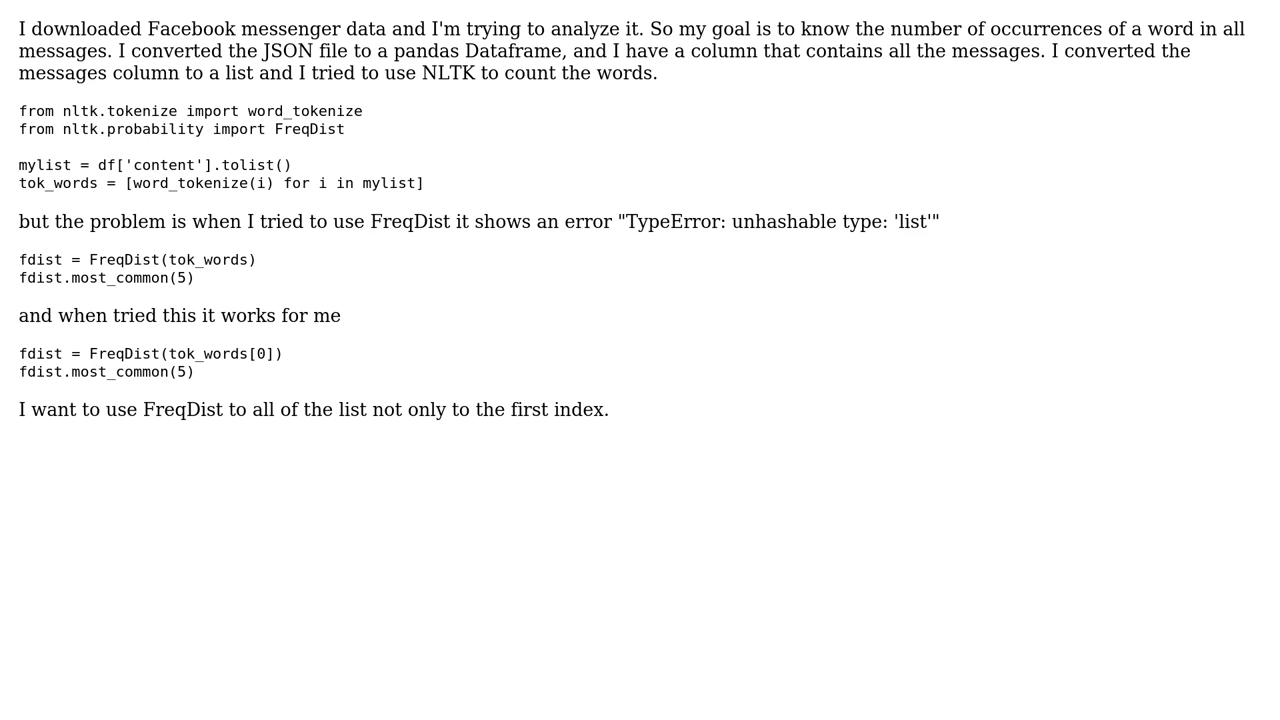 I downloaded Facebook messenger data and I'm trying to analyze it. So my goal is to know the number of occurrences of a word in all
messages. I converted the JSON file to a pandas Dataframe, and I have a column that contains all the messages. I converted the
messages column to a list and I tried to use NLTK to count the words.
from nltk.tokenize import word_tokenize
from nltk.probability import FreqDist
mylist = df['content'].tolist()
tok_words = [word_tokenize(i) for i in mylist]
but the problem is when I tried to use FreqDist it shows an error "TypeError: unhashable type: 'list'"
fdist = FreqDist(tok_words)
fdist.most_common(5)
and when tried this it works for me
fdist = FreqDist(tok_words[0])
fdist.most_common(5)
I want to use FreqDist to all of the list not only to the first index.